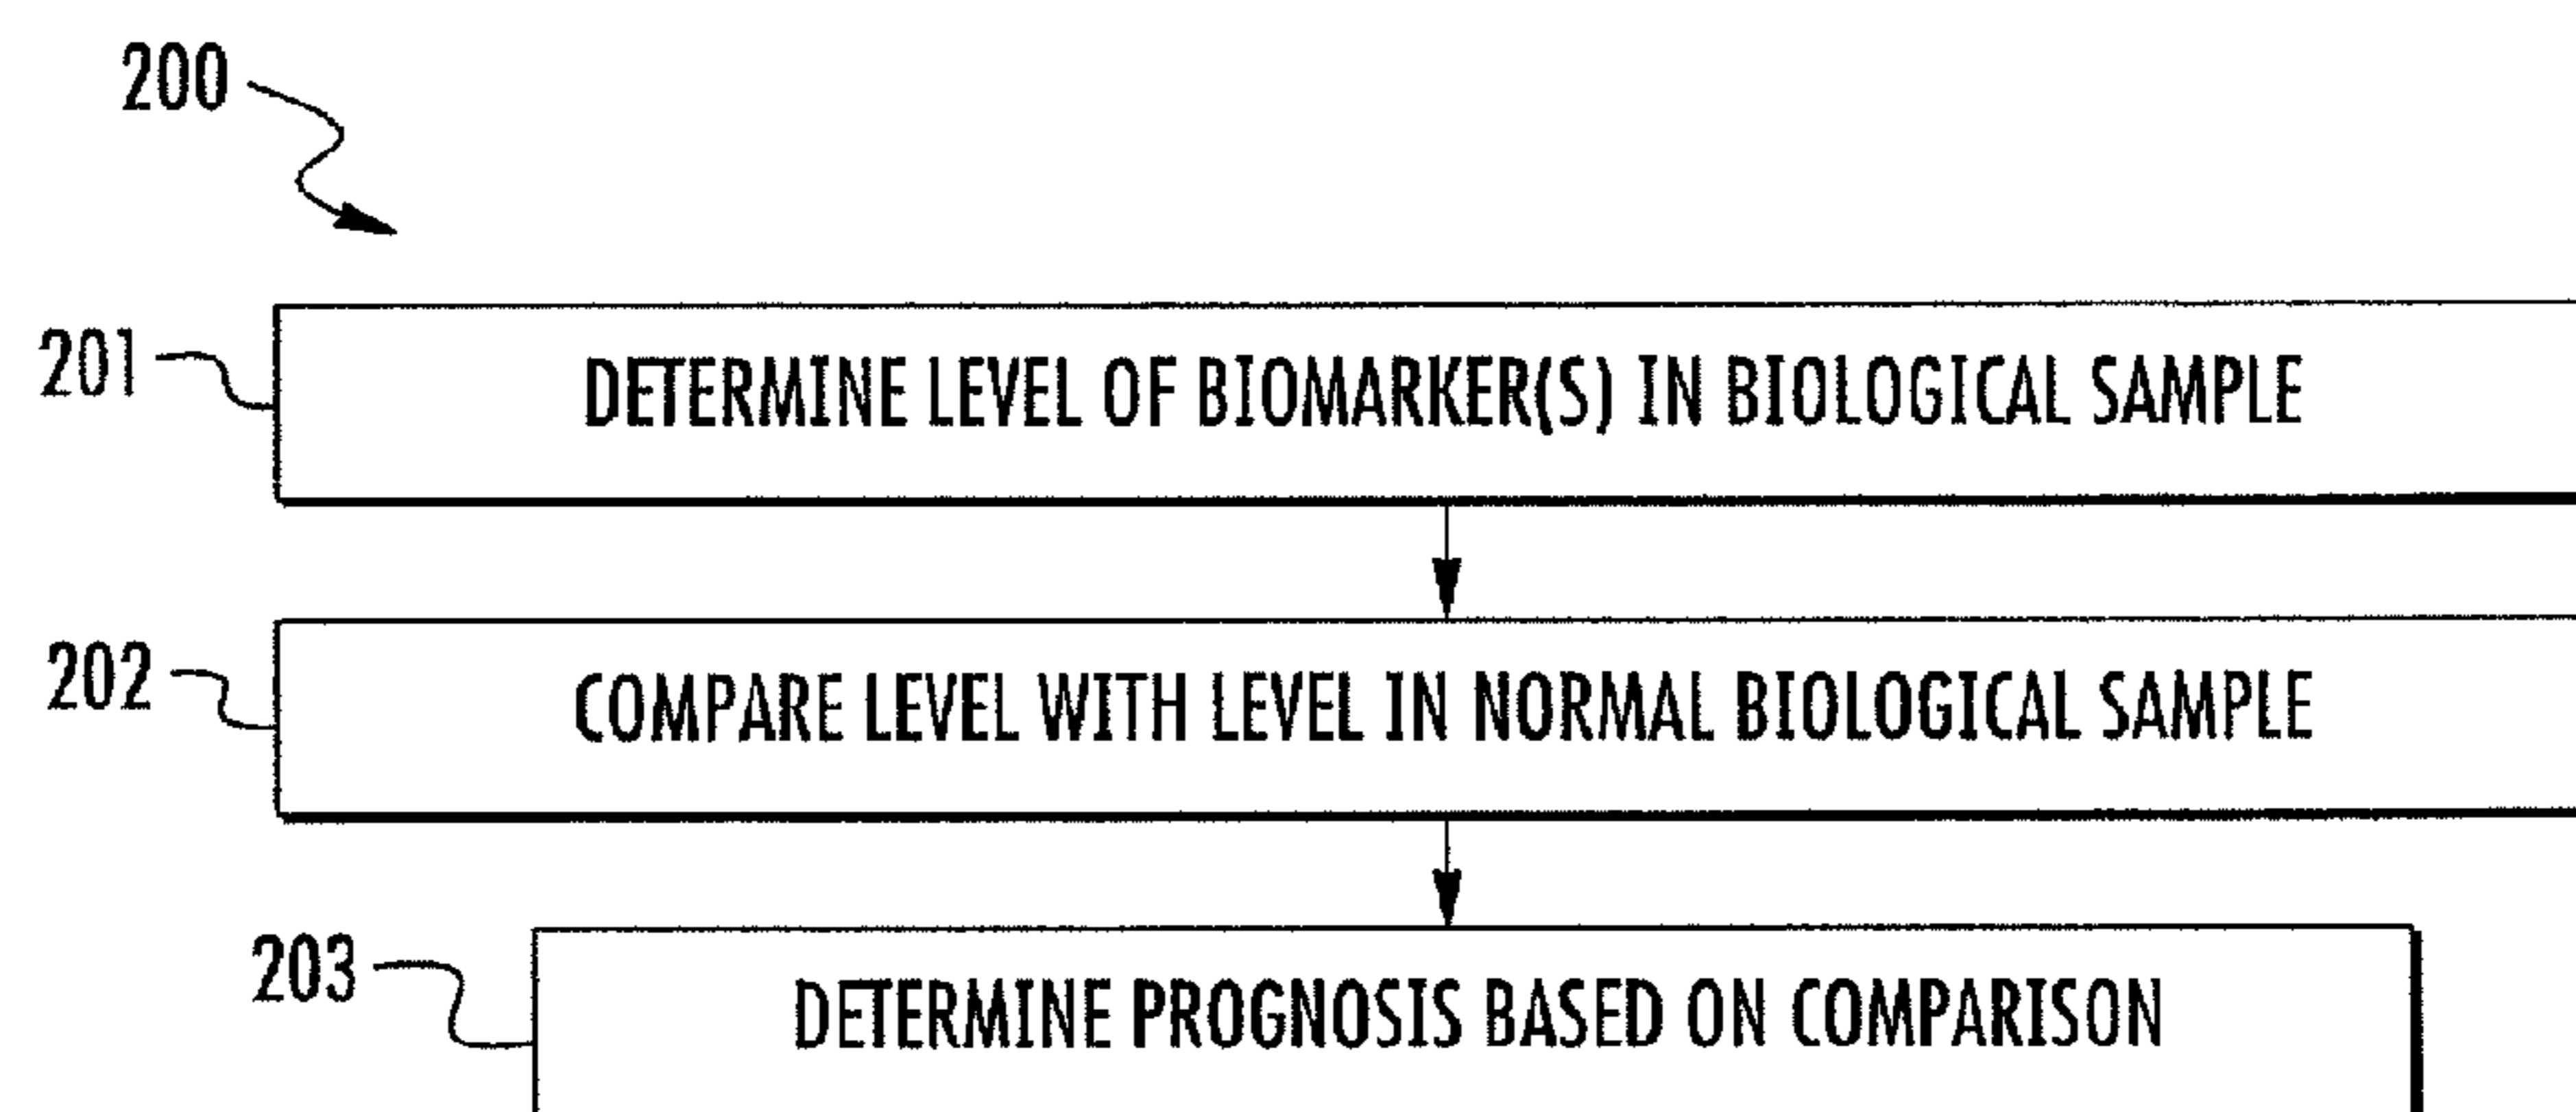 200
201
DETERMINE LEVEL OF BIOMARKER(S) IN BIOLOGICAL SAMPLE
202
COMPARE LEVEL WITH LEVEL IN NORMAL BIOLOGICAL SAMPLE
203
DETERMINE PROGNOSIS BASED ON COMPARISON